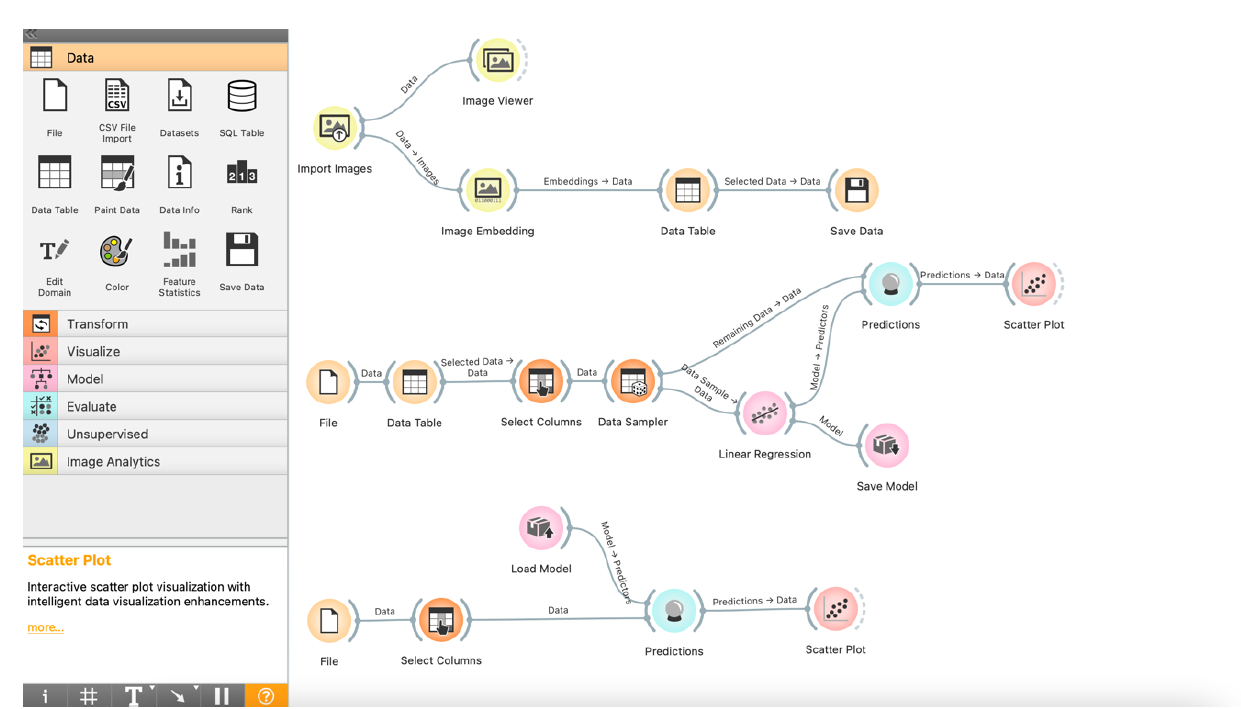 «
Data
File
CSV File
Import
Datasets
SQL Table
Data Table
Paint Data
Data Info
Rank
Edit
Domain
Color
Feature
Statistics
Save Data
Transform
Visualize
Model
Evaluate
Unsupervised
Image Analytics
Scatter Plot
Interactive scatter plot visualization with
intelligent data visualization enhancements.
more...
Data
Image Viewer
Import Images
Data → Images
Image Embedding
Embeddings → Data
Data Table
Selected Data → Data
Save Data
File
Data
Data Table
Selected Data →
Data
Select Columns
Data
Data Sampler
Remaining Data → Data
Data Sample →
Data
Linear Regression
Model → Predictors
Predictions
Predictions → Data
Scatter Plot
Model
Save Model
Load Model
Model → Predictors
File
Data
Select Columns
Data
Predictions
Predictions → Data
Scatter Plot